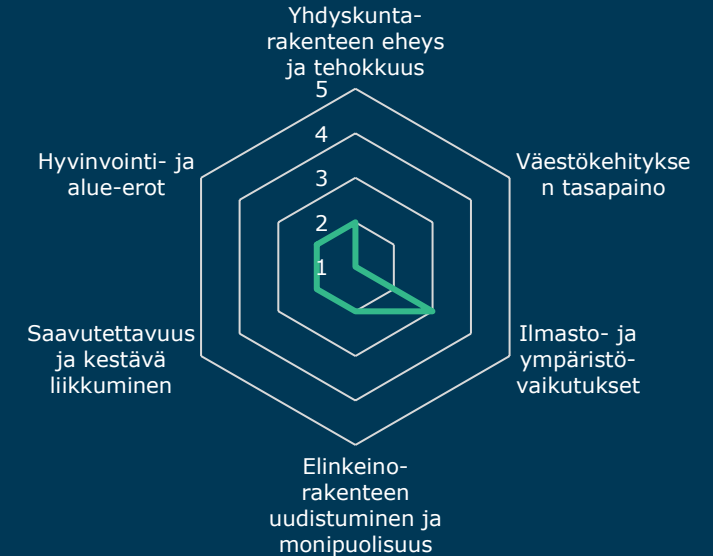 Yhdyskunta-
rakenteen eheys
ja tehokkuus
5
4
3
2
1
Väestökehitykse
n tasapaino
Ilmasto- ja
ympäristö-
vaikutukset
Elinkeino-
rakenteen
uudistuminen ja
monipuolisuus
Saavutettavuus
ja kestävä
liikkuminen
Hyvinvointi- ja
alue-erot